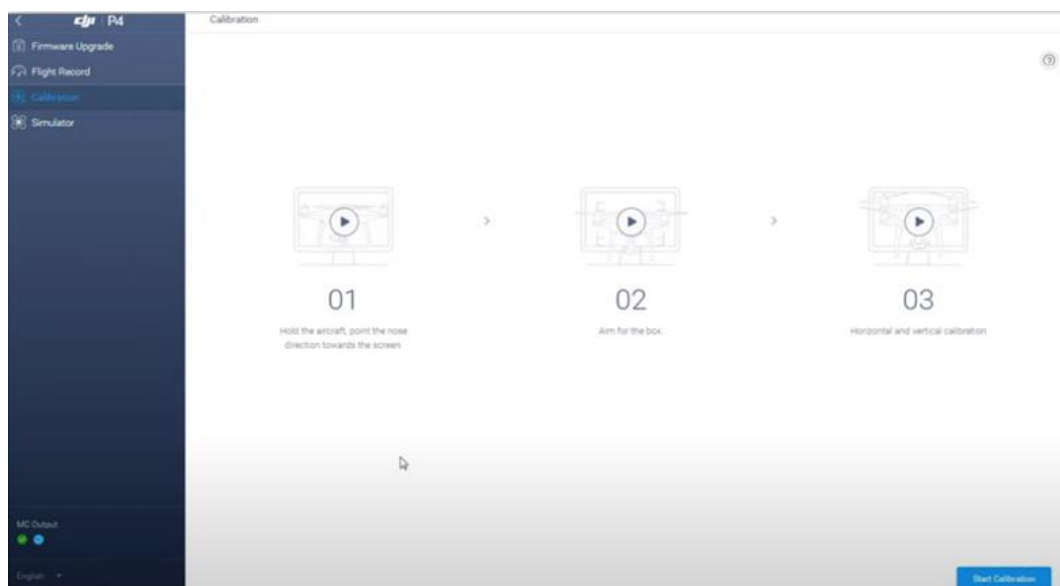 dji P4
Firmware Upgrade
Flight Record
Calibration
Simulator
MC Output
English
Calibration
01
Hold the aircraft, point the nose
direction towards the screen
02
Aim for the box.
03
Horizontal and vertical calibration
Start Calibration